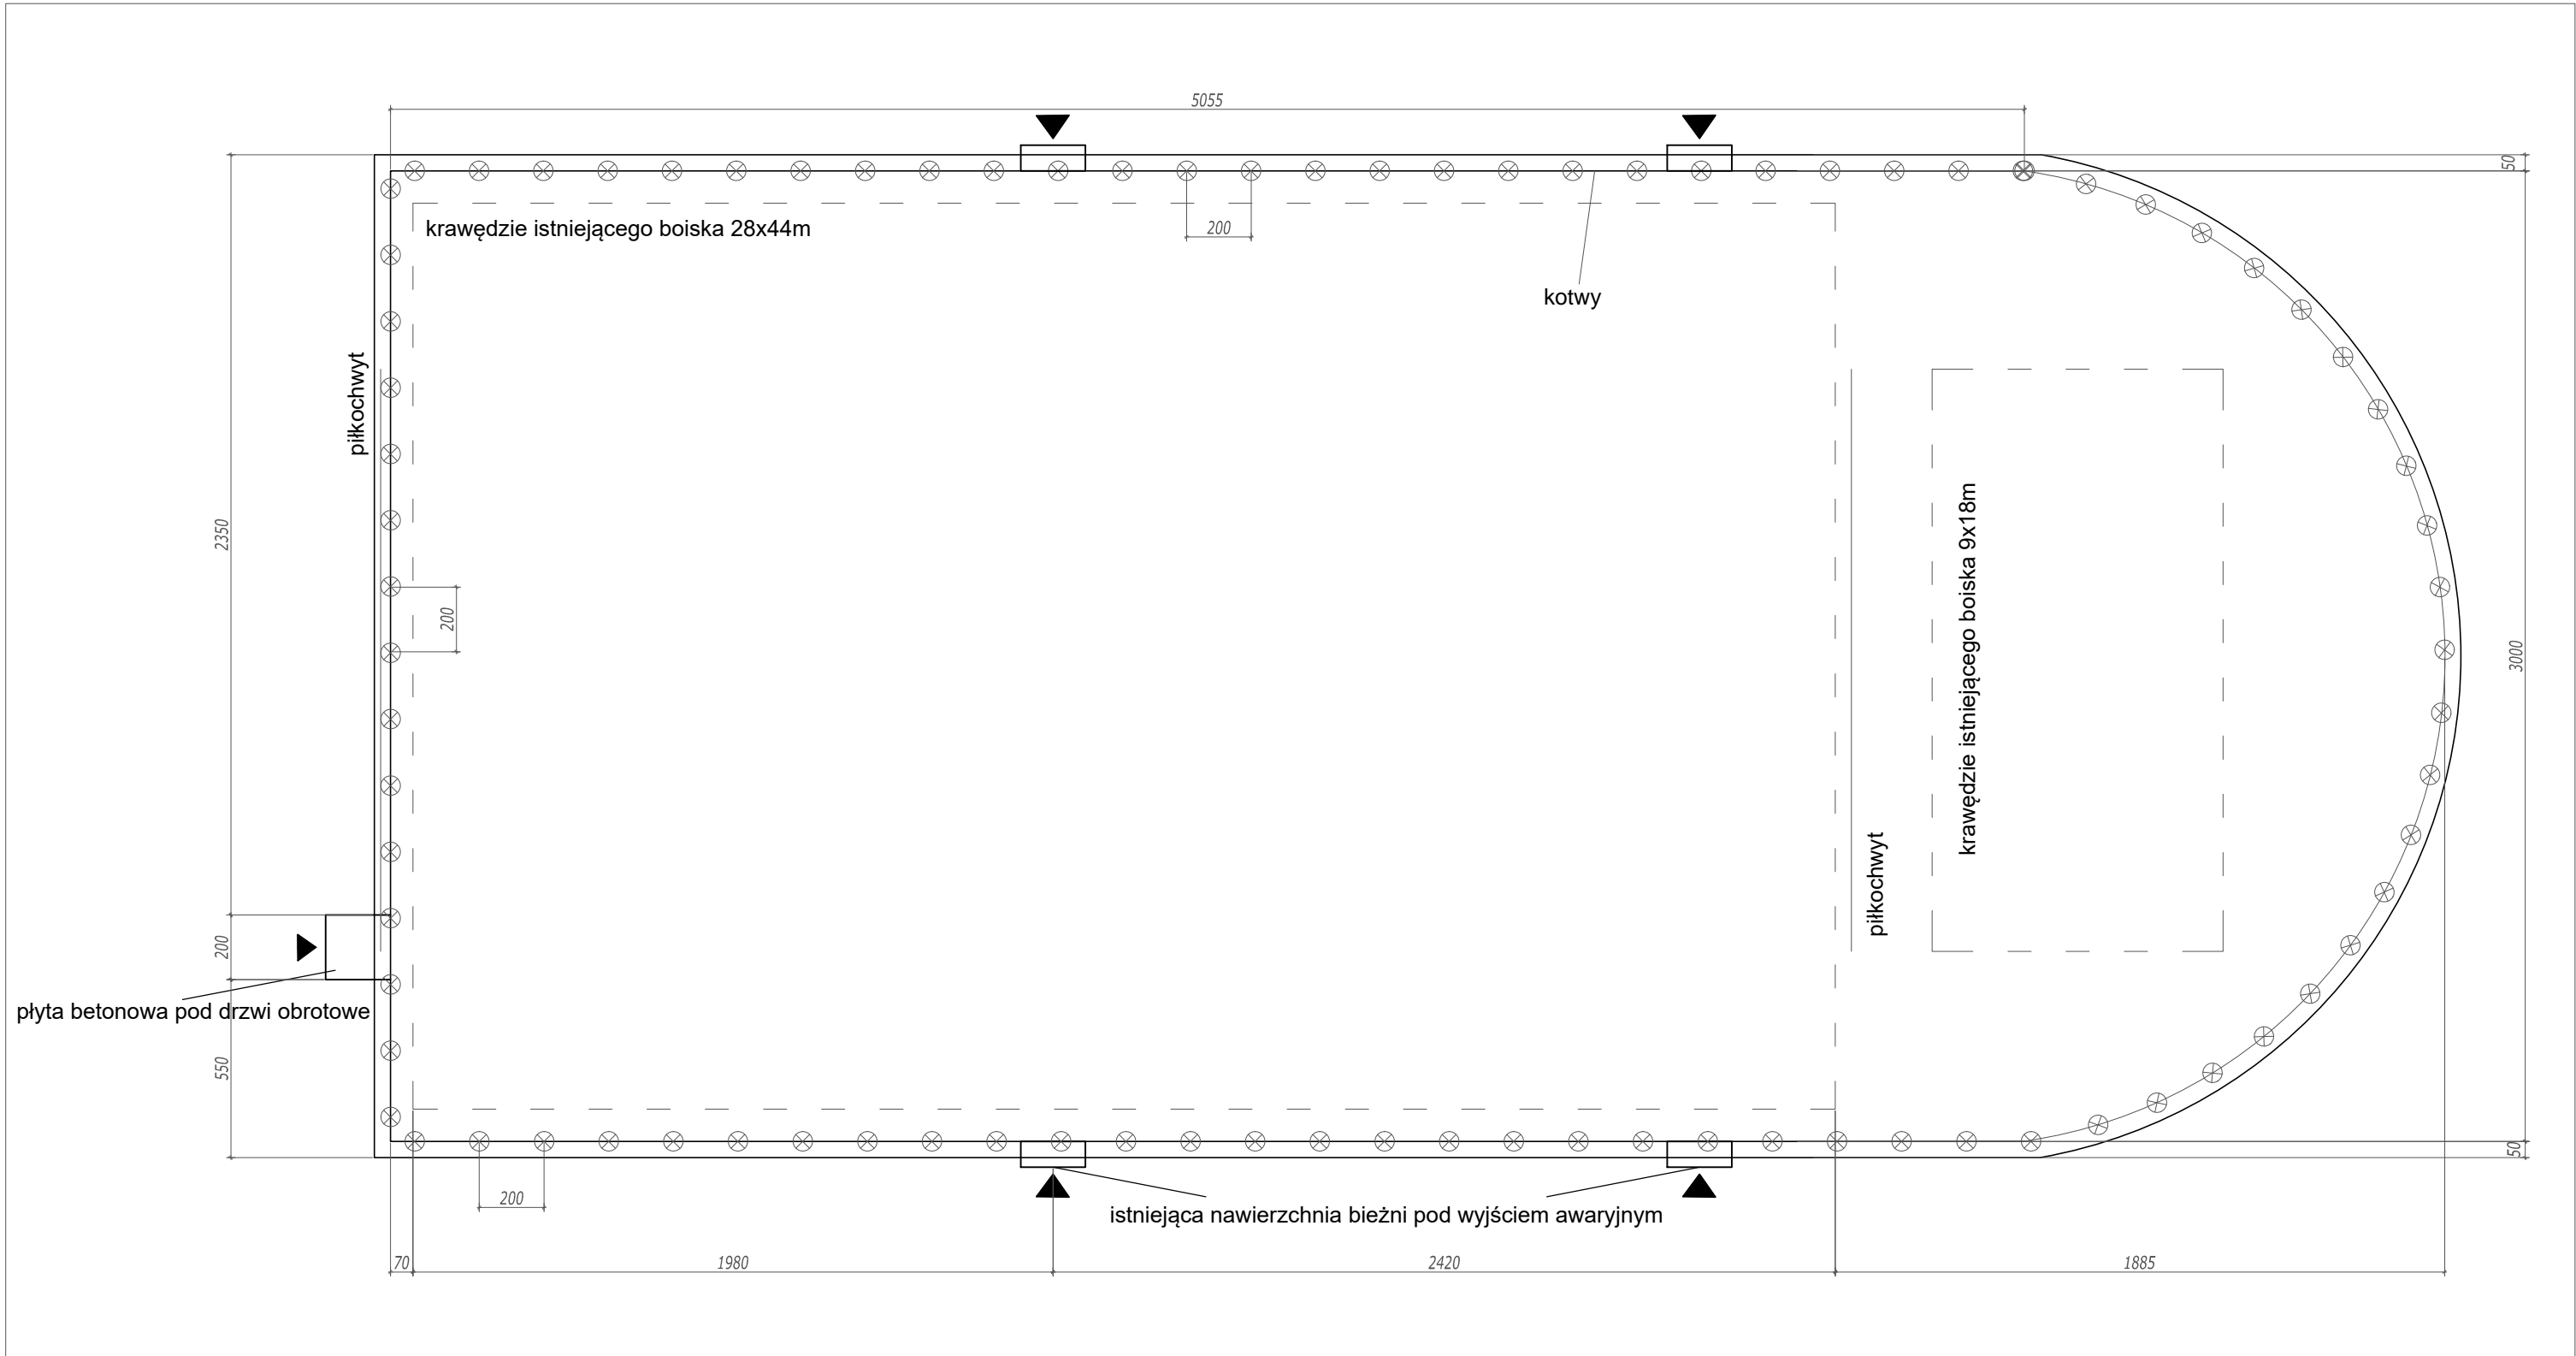 5055
50
krawędzie istniejącego boiska 28x44m
200
kotwy
piłkochwyt
2350
200
krawędzie istniejącego boiska 9x18m
3000
piłkochwyt
200
płyta betonowa pod drzwi obrotowe
550
50
200
istniejąca nawierzchnia bieżni pod wyjściem awaryjnym
70
1980
2420
1885